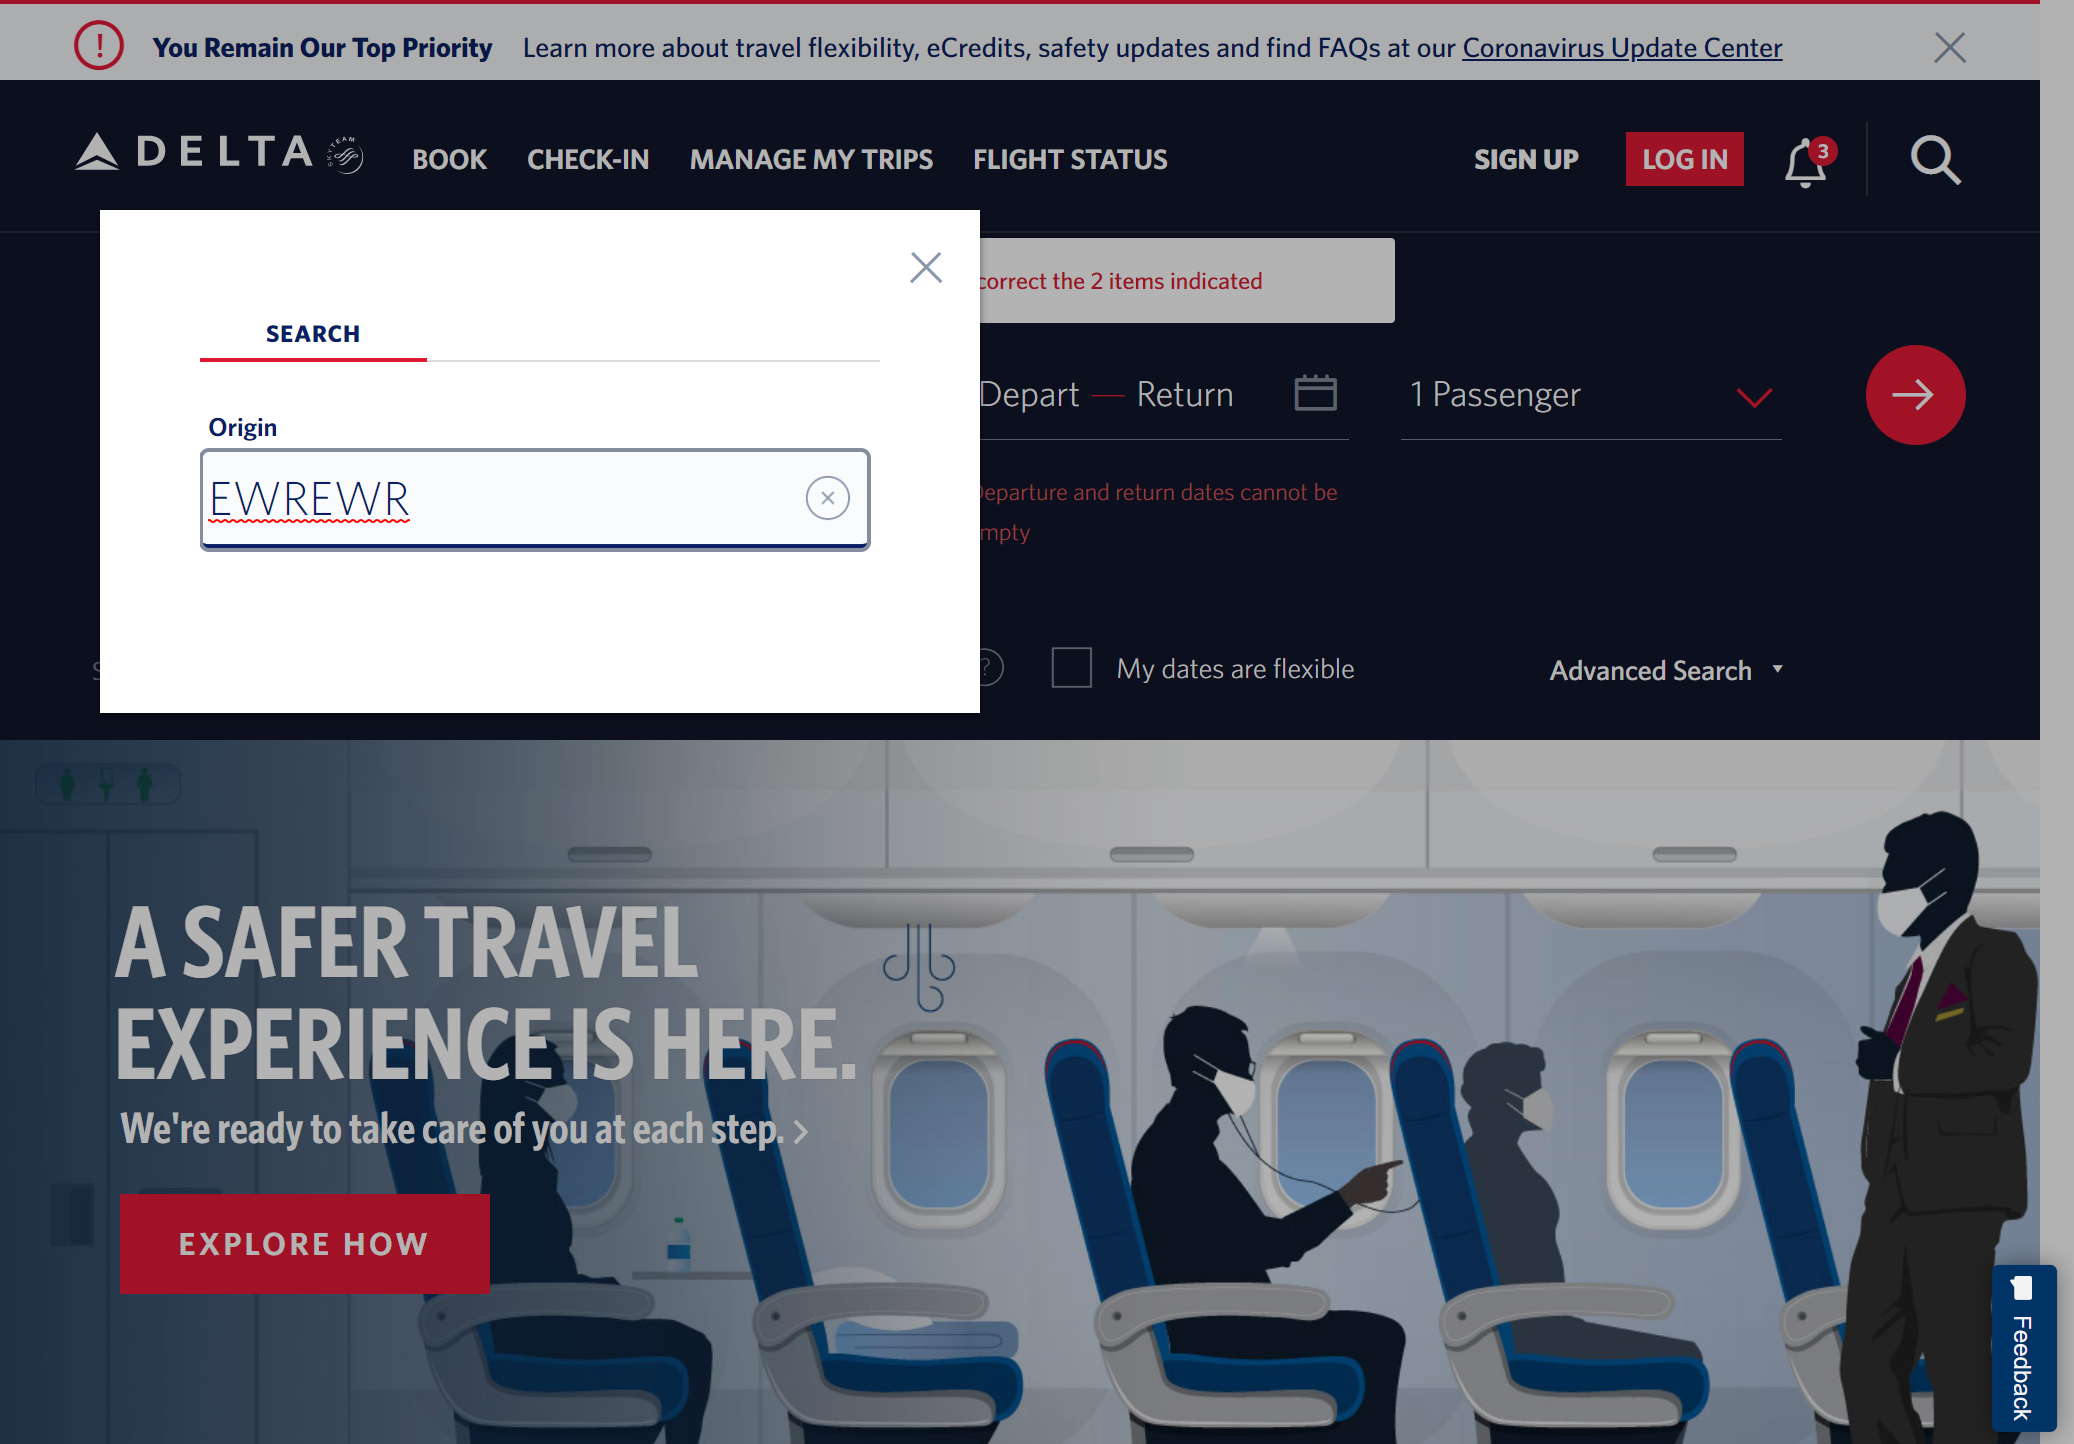 You Remain Our Top Priority Learn more about travel flexibility, eCredits, safety updates and find FAQs at our Coronavirus Update Center
DELTA SKYTEAM BOOK CHECK-IN MANAGE MY TRIPS FLIGHT STATUS SIGN UP LOG IN 3
correct the 2 items indicated
SEARCH
Depart — Return 1 Passenger
Origin
EWREWR
Departure and return dates cannot be
empty
My dates are flexible Advanced Search
A SAFER TRAVEL
EXPERIENCE IS HERE.
We're ready to take care of you at each step.
EXPLORE HOW
Feedback